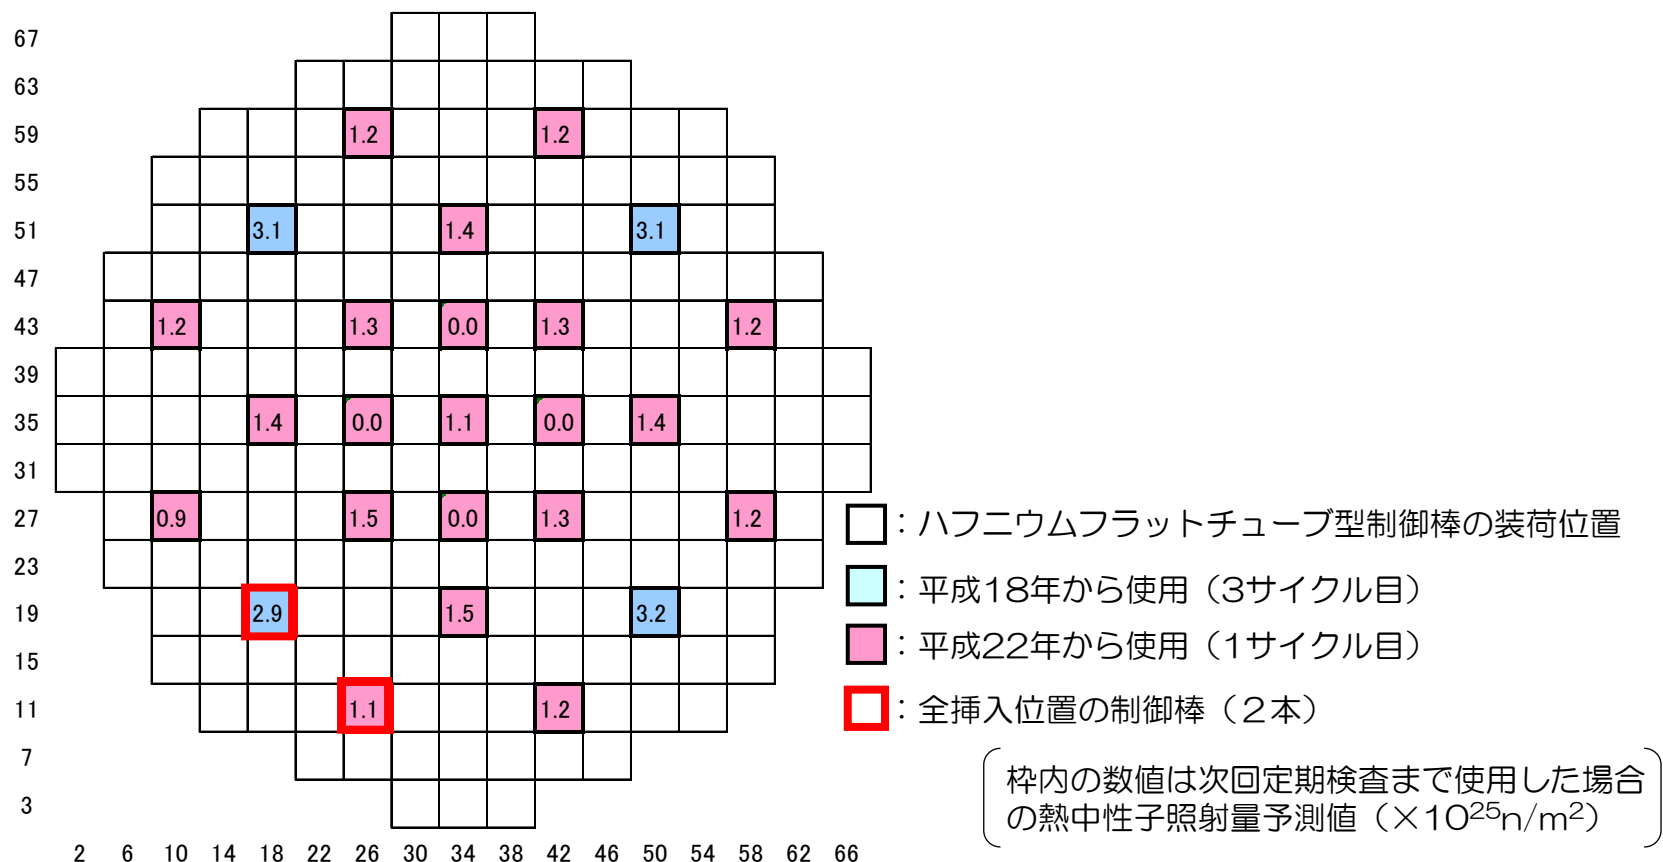 67
63
59 1.2 1.2
55
51 3.1 1.4 3.1
47
43 1.2 1.3 0.0 1.3 1.2
39
35 1.4 0.0 1.1 0.0 1.4
31
27 0.9 1.5 0.0 1.3 1.2
23
19 2.9 1.5 3.2
15
11 1.1 1.2
7
3
2 6 10 14 18 22 26 30 34 38 42 46 50 54 58 62 66
：ハフニウムフラットチューブ型制御棒の装荷位置
：平成18年から使用（3サイクル目）
：平成22年から使用（1サイクル目）
：全挿入位置の制御棒（２本）
枠内の数値は次回定期検査まで使用した場合
の熱中性子照射量予測値（×10²⁵n/m²）